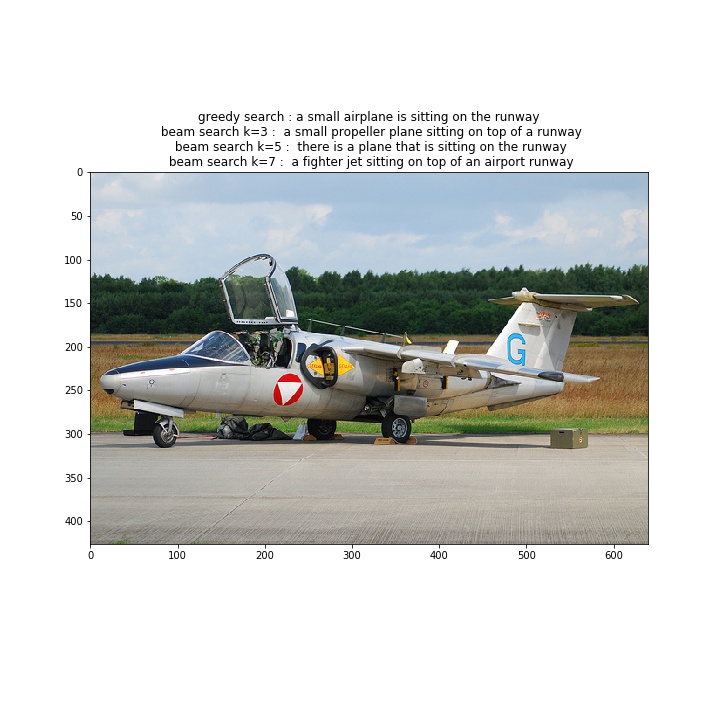 greedy search : a small airplane is sitting on the runway
beam search k=3 :  a small propeller plane sitting on top of a runway
beam search k=5 :  there is a plane that is sitting on the runway
beam search k=7 :  a fighter jet sitting on top of an airport runway
0
50
100
150
200
250
300
350
400
G
0 100 200 300 400 500 600